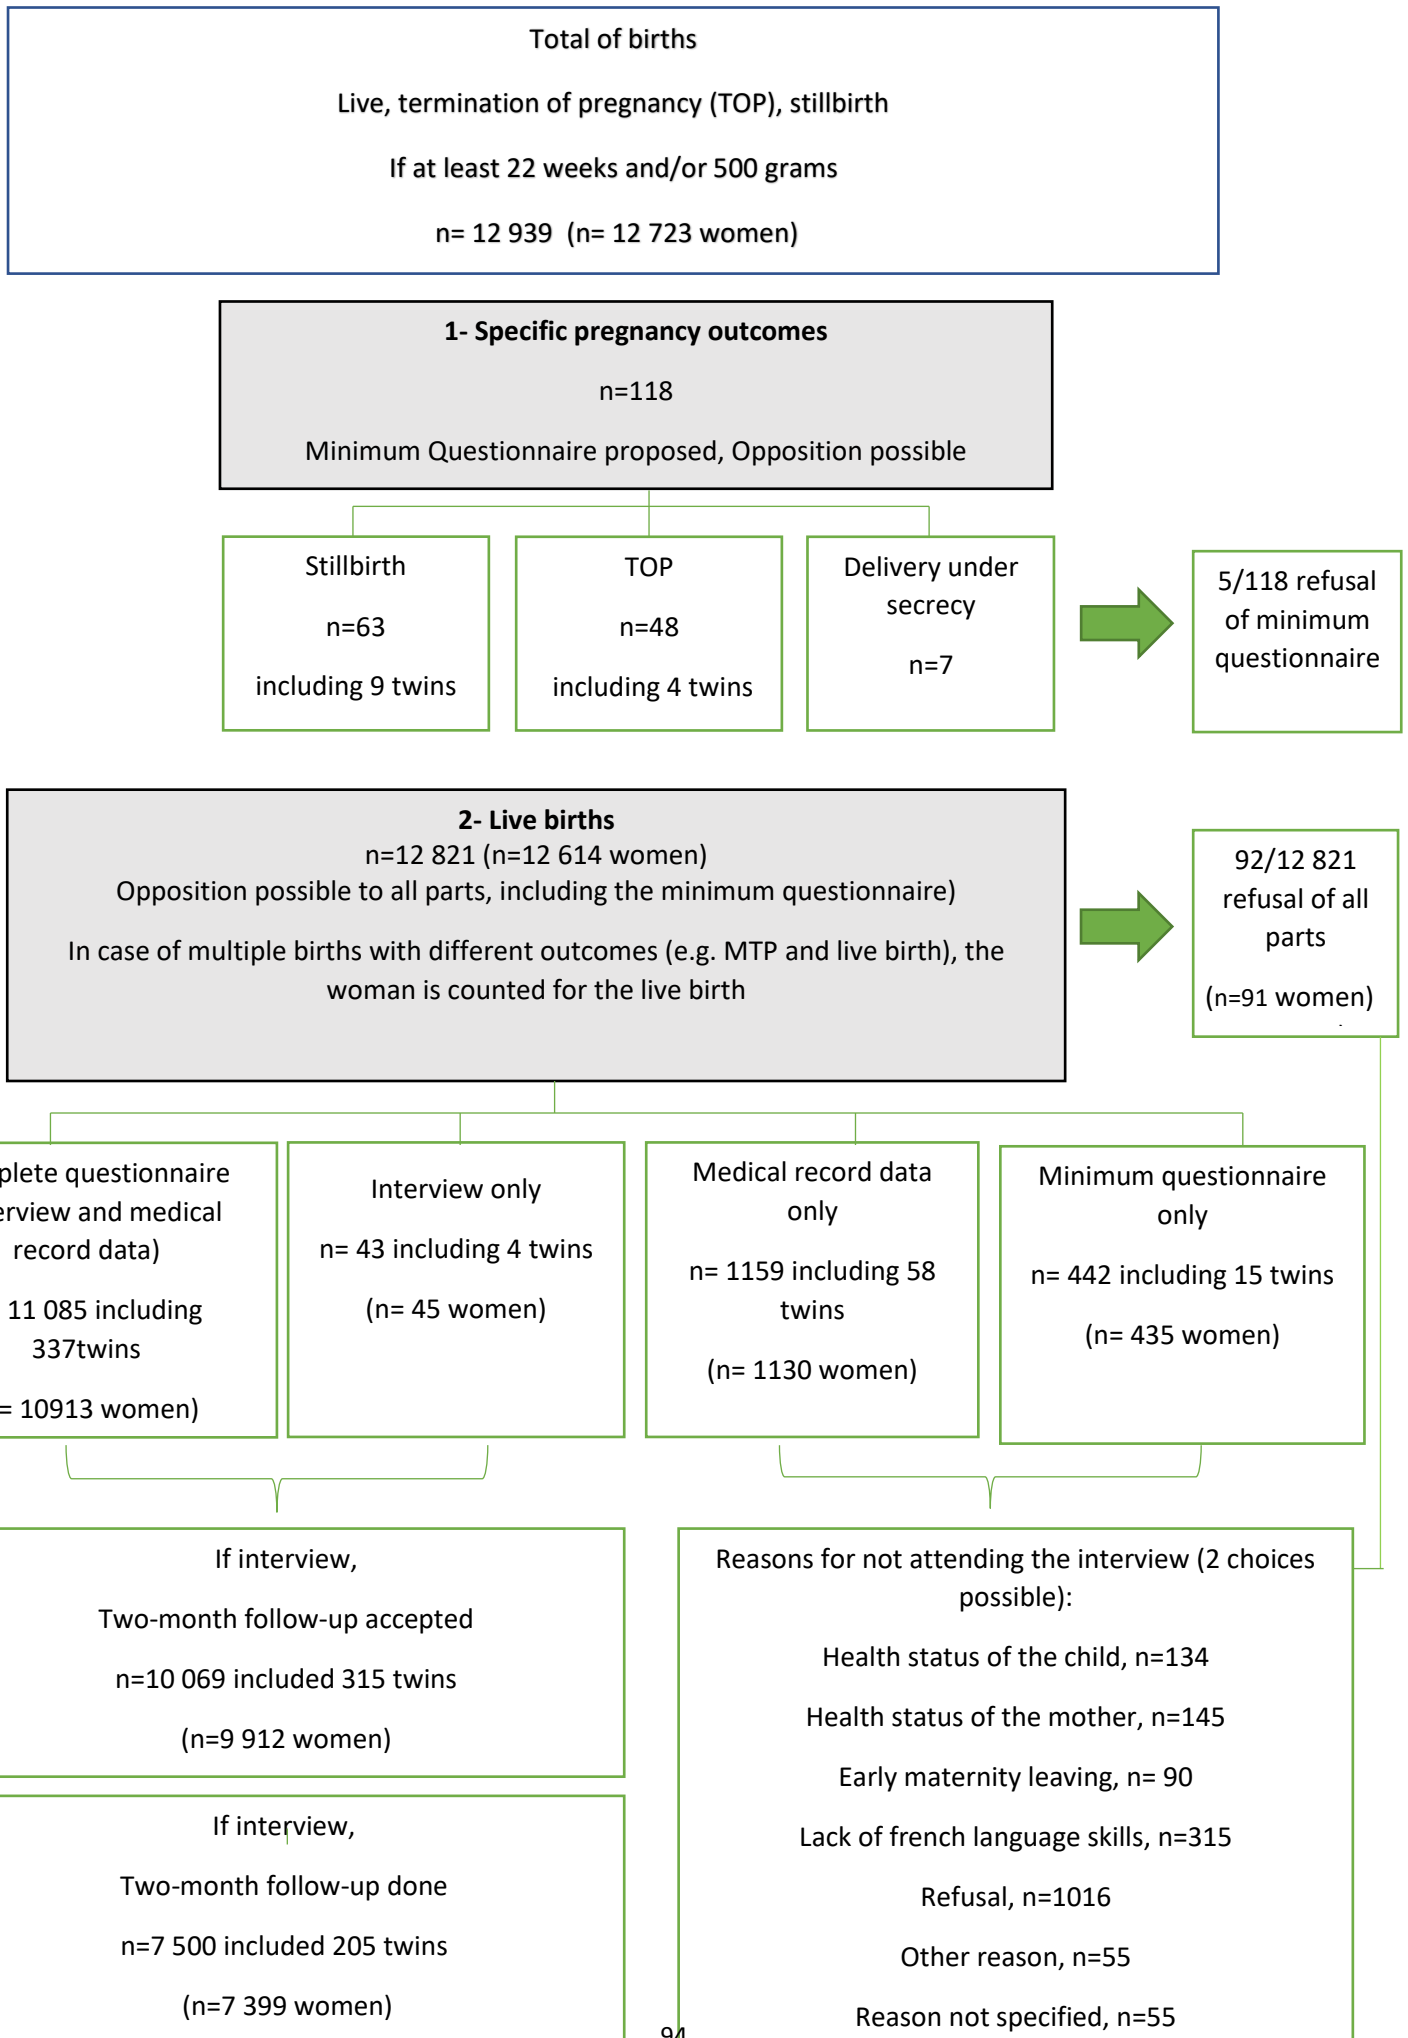 Total of births
Live, termination of pregnancy (TOP), stillbirth
If at least 22 weeks and/or 500 grams
n= 12 939 (n= 12 723 women)
1- Specific pregnancy outcomes
n=118
Minimum Questionnaire proposed, Opposition possible
Stillbirth
n=63
including 9 twins
TOP
n=48
including 4 twins
Delivery under
secrecy
n=7
5/118 refusal
of minimum
questionnaire
2- Live births
n=12 821 (n=12 614 women)
Opposition possible to all parts, including the minimum questionnaire)
In case of multiple births with different outcomes (e.g. MTP and live birth), the
woman is counted for the live birth
92/12 821
refusal of all
parts
(n=91 women)
plete questionnaire
erview and medical
record data)
11 085 including
337twins
= 10913 women)
Interview only
n= 43 including 4 twins
(n= 45 women)
Medical record data
only
n= 1159 including 58
twins
(n= 1130 women)
Minimum questionnaire
only
n= 442 including 15 twins
(n= 435 women)
If interview,
Two-month follow-up accepted
n=10 069 included 315 twins
(n=9 912 women)
If interview,
Two-month follow-up done
n=7 500 included 205 twins
(n=7 399 women)
Reasons for not attending the interview (2 choices
possible):
Health status of the child, n=134
Health status of the mother, n=145
Early maternity leaving, n= 90
Lack of french language skills, n=315
Refusal, n=1016
Other reason, n=55
Reason not specified, n=55
94